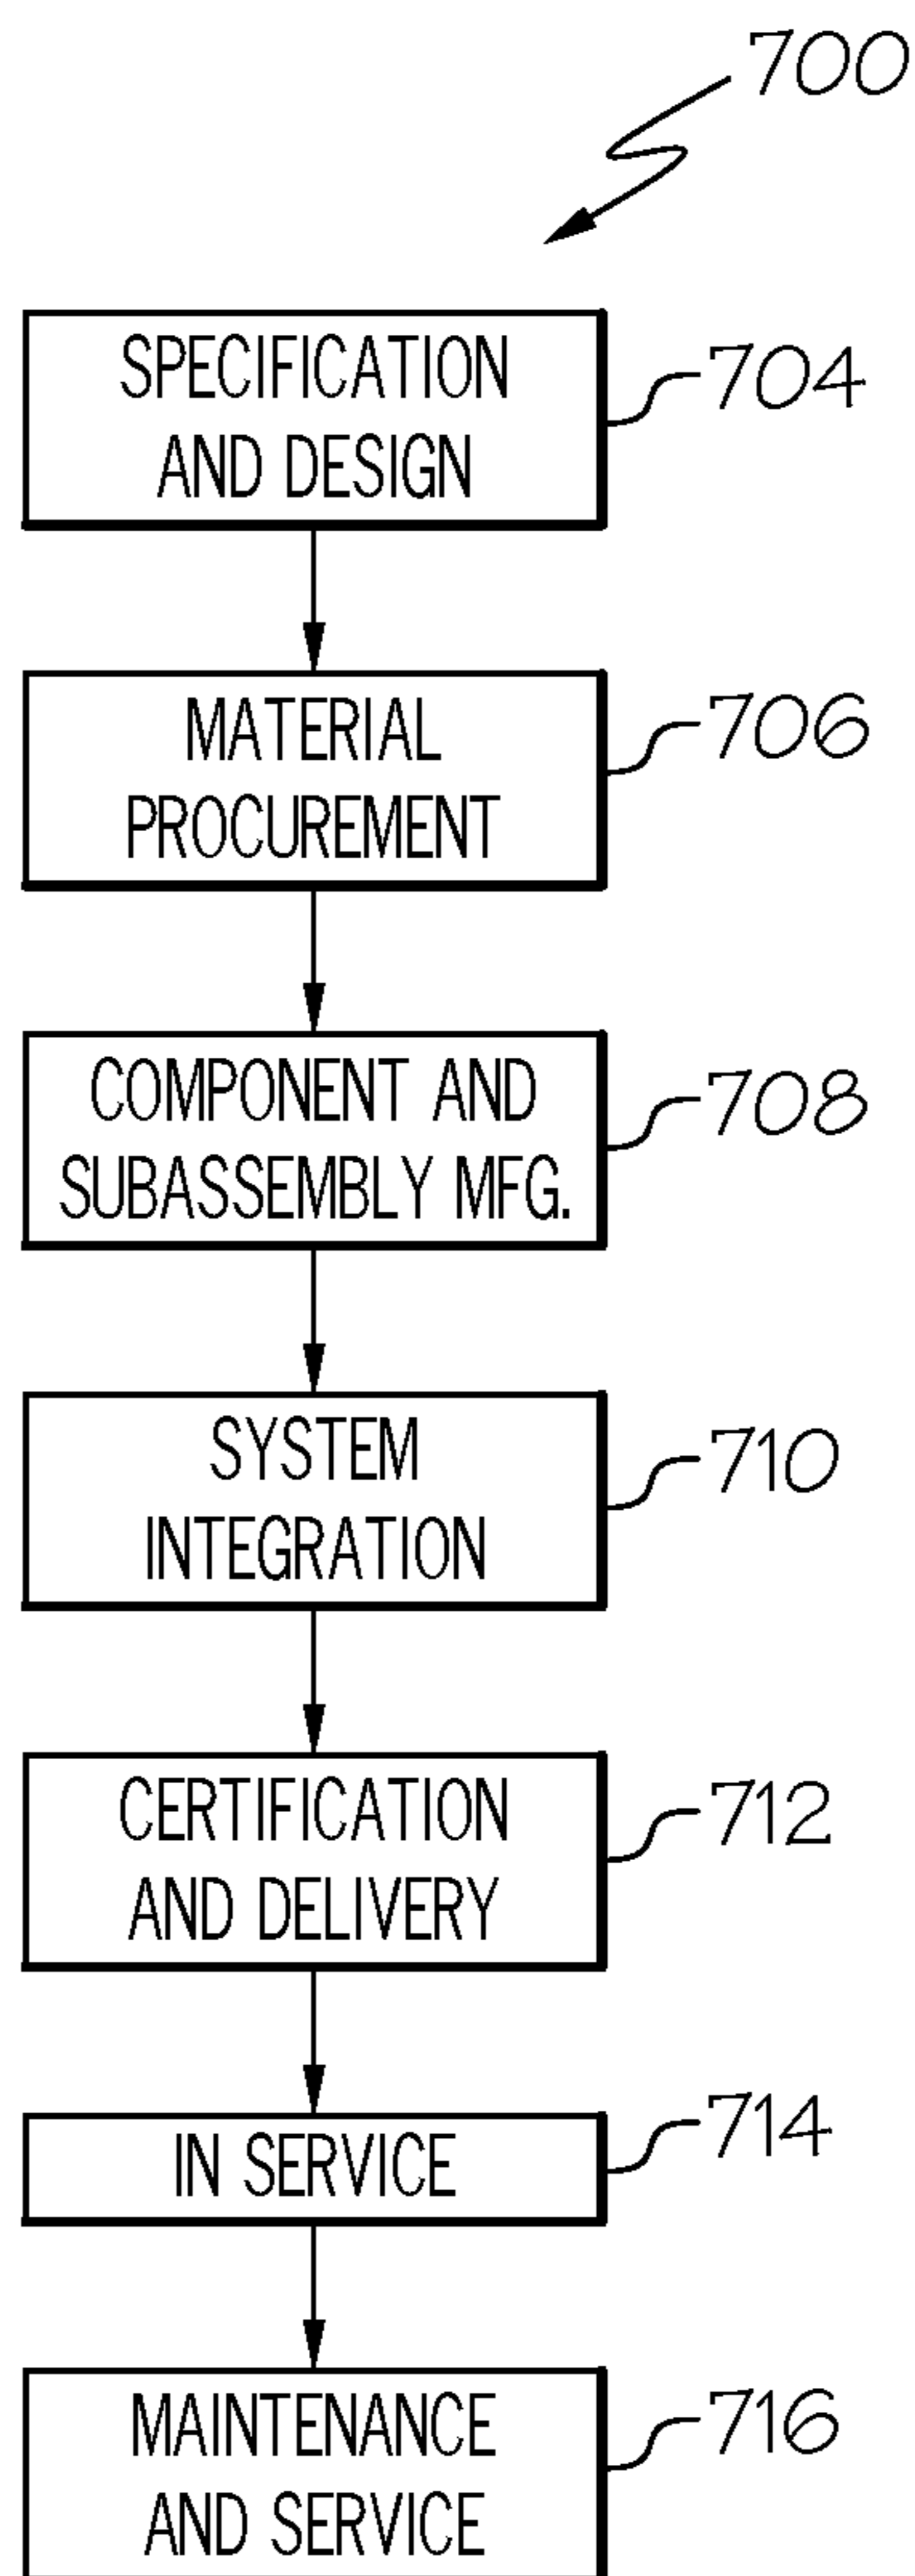 700
SPECIFICATION
AND DESIGN
704
MATERIAL
PROCUREMENT
706
COMPONENT AND
SUBASSEMBLY MFG.
708
SYSTEM
INTEGRATION
710
CERTIFICATION
AND DELIVERY
712
IN SERVICE
714
MAINTENANCE
AND SERVICE
716